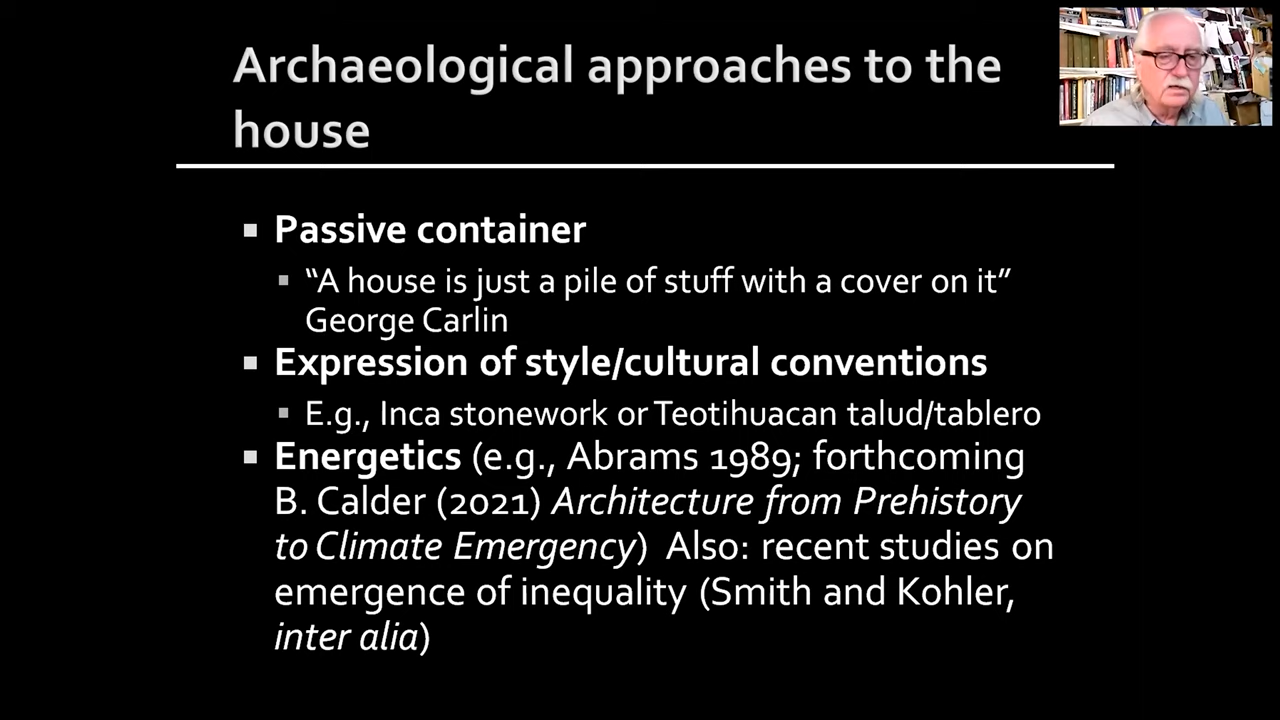 Archaeological approaches to the
house
▪ Passive container
▪ “A house is just a pile of stuff with a cover on it”
George Carlin
▪ Expression of style/cultural conventions
▪ E.g., Inca stonework or Teotihuacan talud/tablero
▪ Energetics (e.g., Abrams 1989; forthcoming
B. Calder (2021) Architecture from Prehistory
to Climate Emergency) Also: recent studies on
emergence of inequality (Smith and Kohler,
inter alia)